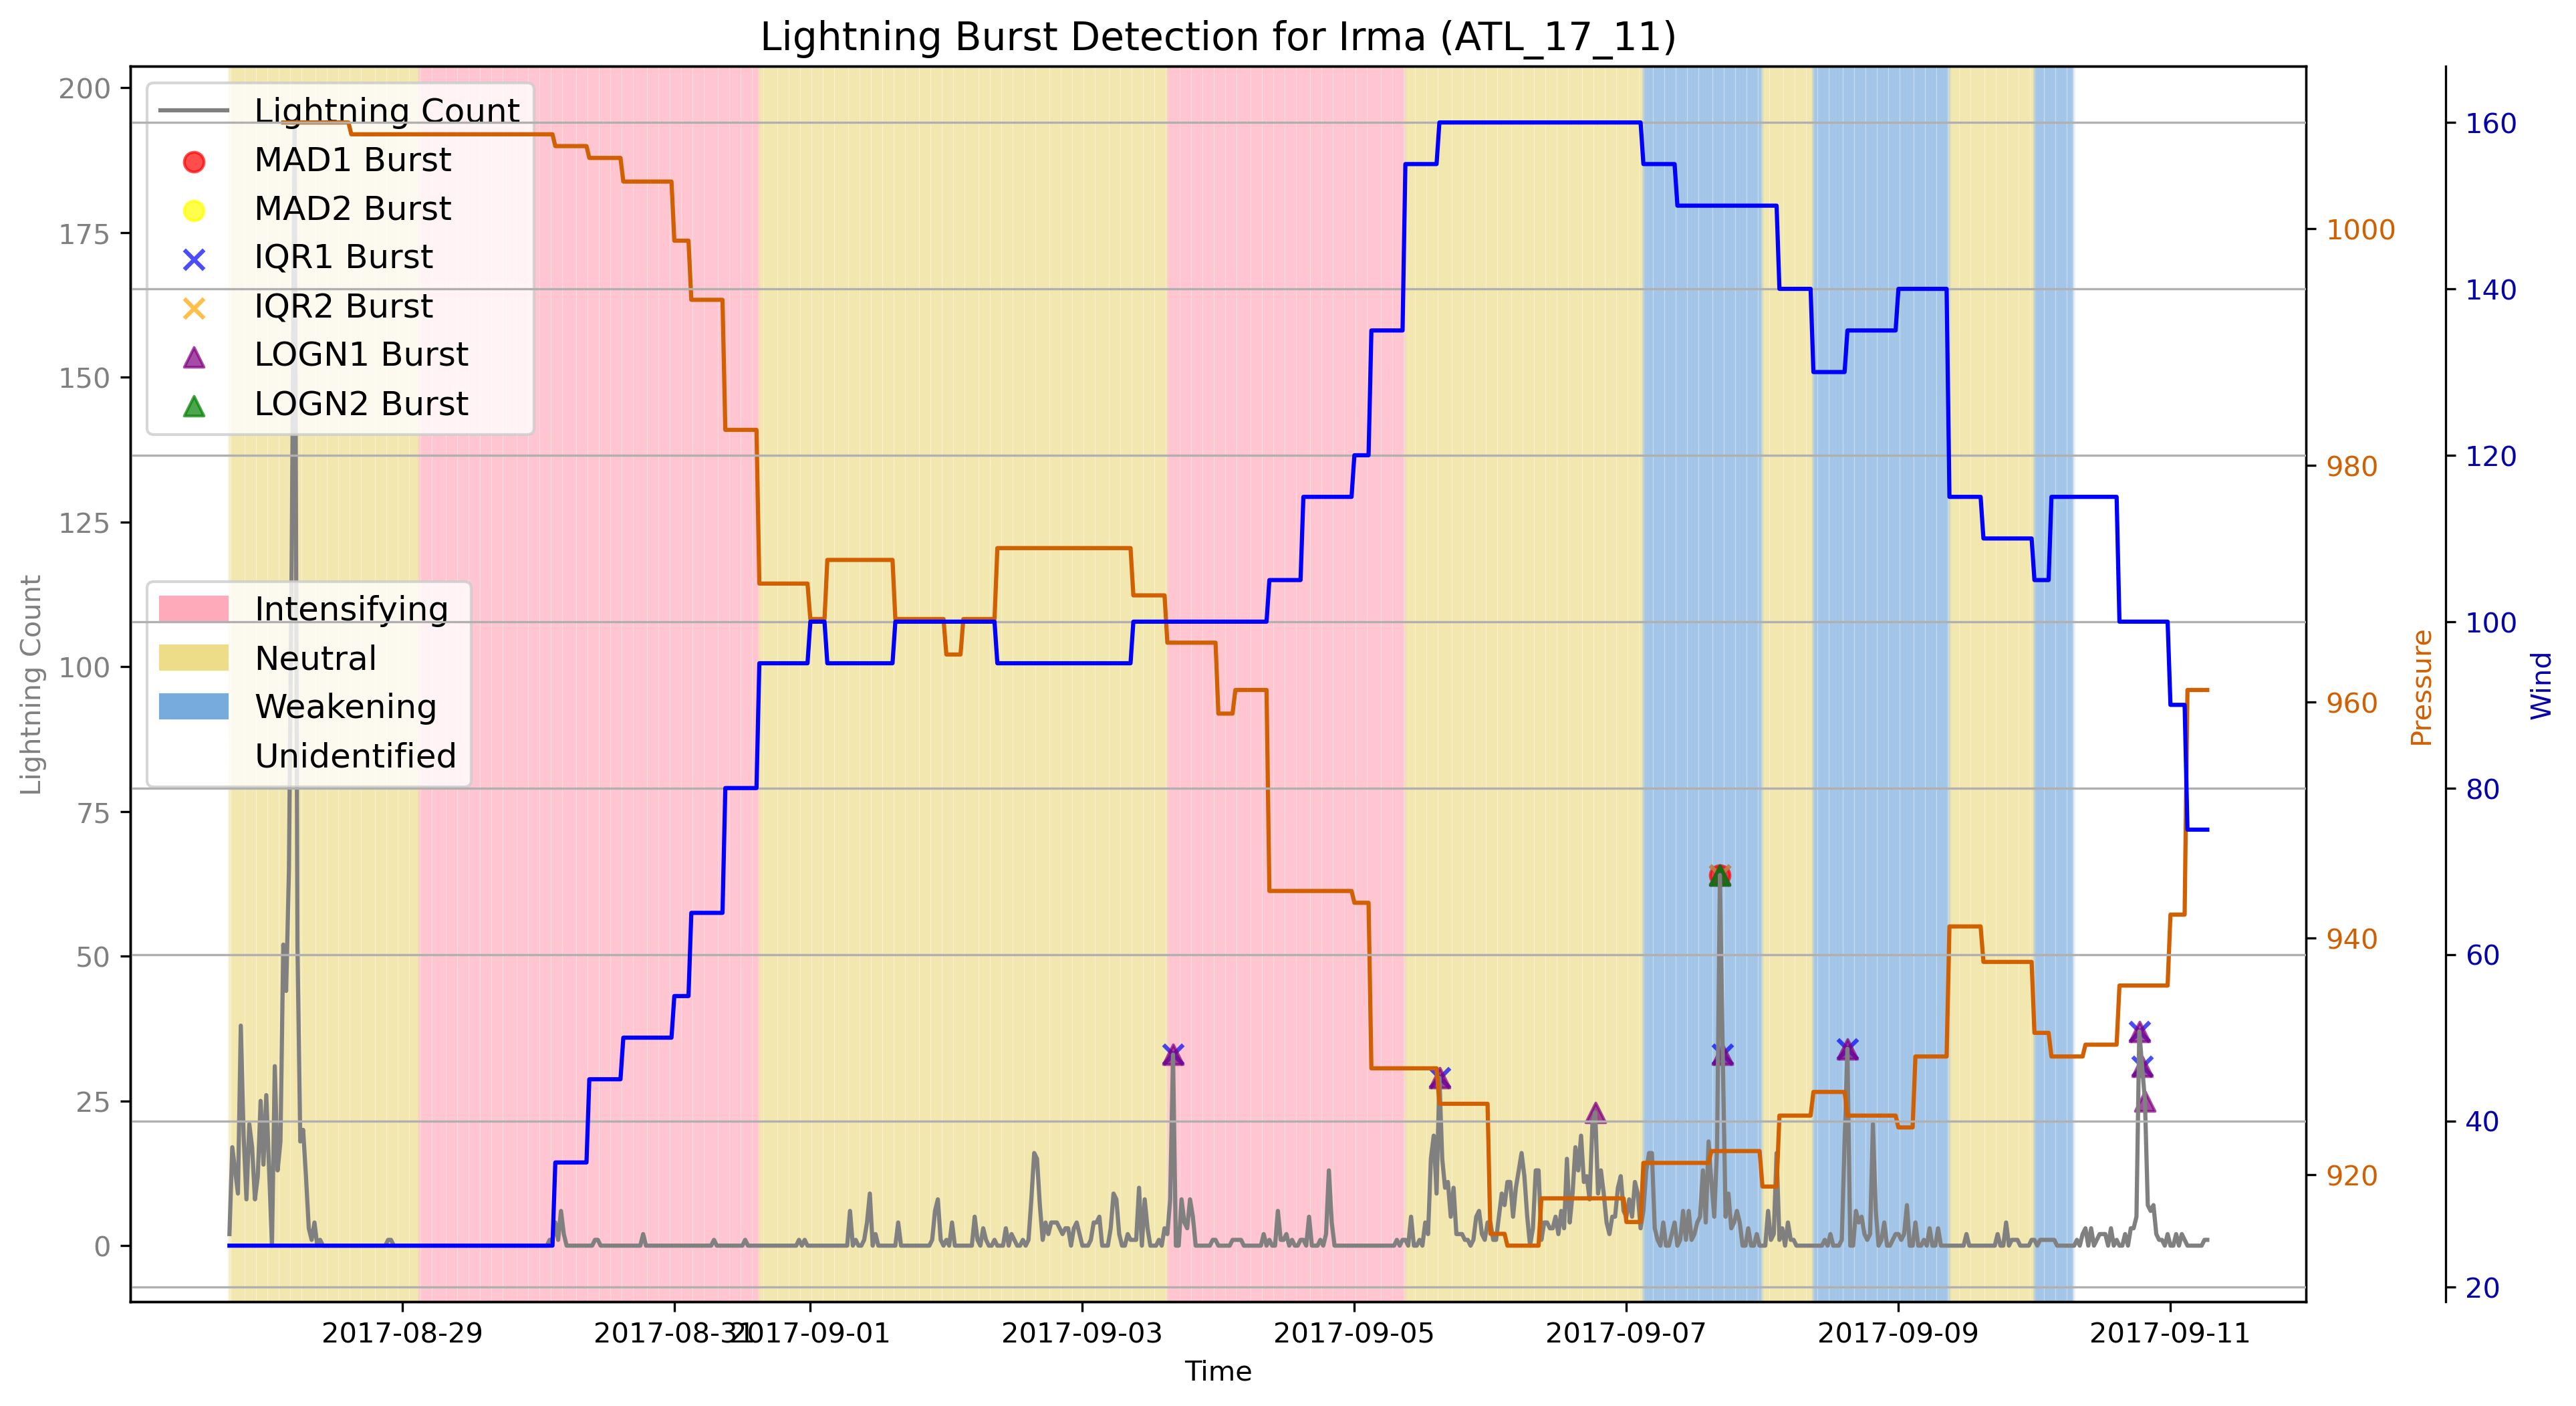 Lightning Burst Detection for Irma (ATL_17_11)
Lightning Count
MAD1 Burst
MAD2 Burst
IQR1 Burst
IQR2 Burst
LOGN1 Burst
LOGN2 Burst
Intensifying
Neutral
Weakening
Unidentified
Lightning Count
200
175
150
125
100
75
50
25
0
1000
980
960
940
920
Pressure
160
140
120
100
80
60
40
20
Wind
2017-08-29
2017-08-31
2017-09-01
2017-09-03
2017-09-05
2017-09-07
2017-09-09
2017-09-11
Time